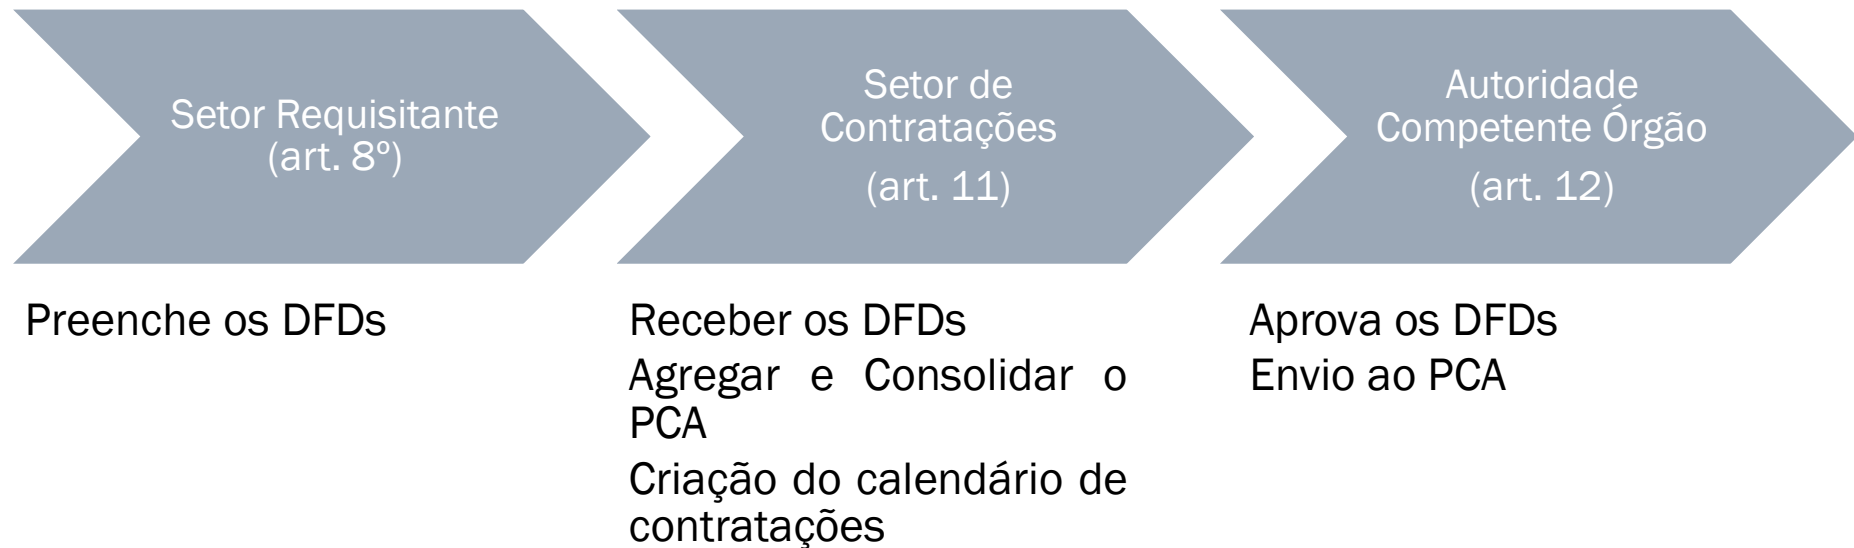 Setor Requisitante
(art. 8º)
Setor de
Contratações
(art. 11)
Autoridade
Competente Órgão
(art. 12)
Preenche os DFDs
Receber os DFDs
Agregar e Consolidar o
PCA
Criação do calendário de
contratações
Aprova os DFDs
Envio ao PCA